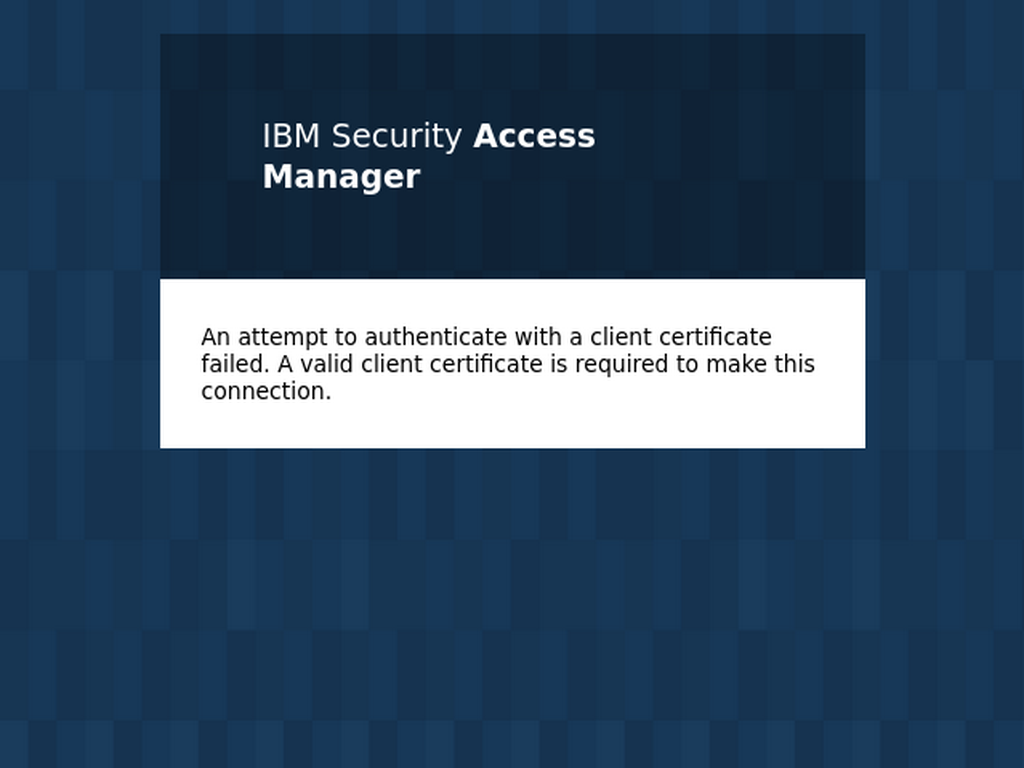 IBM Security Access
Manager
An attempt to authenticate with a client certificate
failed. A valid client certificate is required to make this
connection.